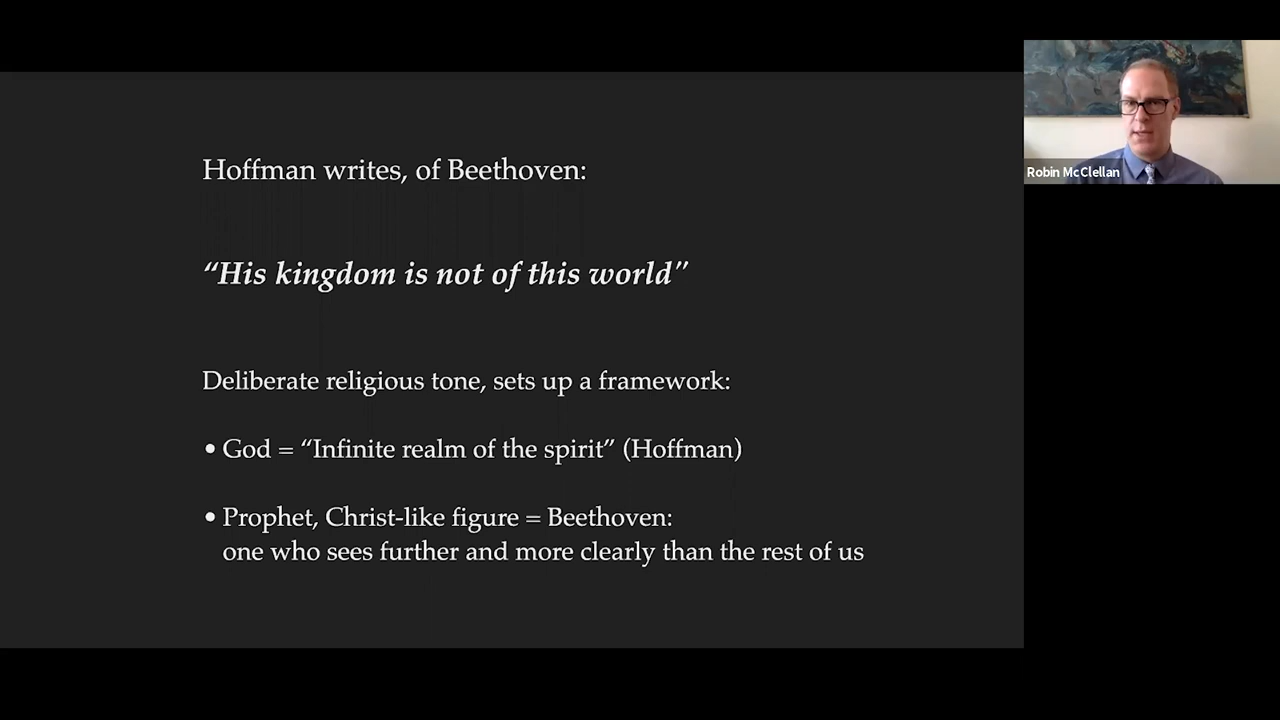 Hoffman writes, of Beethoven:
“His kingdom is not of this world”
Deliberate religious tone, sets up a framework:
• God = “Infinite realm of the spirit” (Hoffman)
• Prophet, Christ-like figure = Beethoven:
one who sees further and more clearly than the rest of us
Robin McClellan